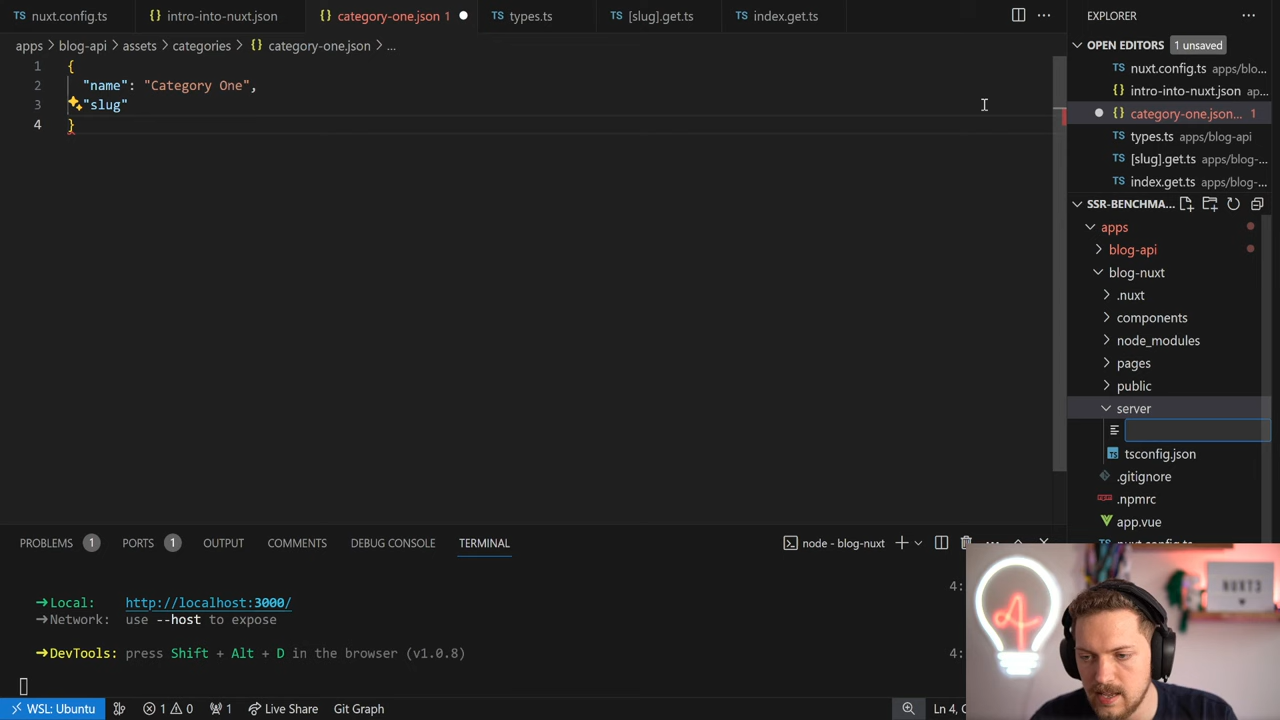 nuxt.config.ts
intro-into-nuxt.json
category-one.json 1
types.ts
[slug].get.ts
index.get.ts
EXPLORER
apps > blog-api > assets > categories > {} category-one.json > ...
OPEN EDITORS 1 unsaved
nuxt.config.ts apps/blo...
intro-into-nuxt.json ap...
category-one.json... 1
types.ts apps/blog-api
[slug].get.ts apps/blog-...
index.get.ts apps/blog-...
1 {
2 "name": "Category One",
3 "slug"
4 }
SSR-BENCHMA...
apps
blog-api
blog-nuxt
.nuxt
components
node_modules
pages
public
server
tsconfig.json
.gitignore
.npmrc
app.vue
PROBLEMS 1 PORTS 1 OUTPUT COMMENTS DEBUG CONSOLE TERMINAL
node - blog-nuxt
➜ Local: http://localhost:3000/
➜ Network: use --host to expose
➜ DevTools: press Shift + Alt + D in the browser (v1.0.8)
4:
4:
NUXT3
WSL: Ubuntu
1 0
1
Live Share
Git Graph
Ln 4, C